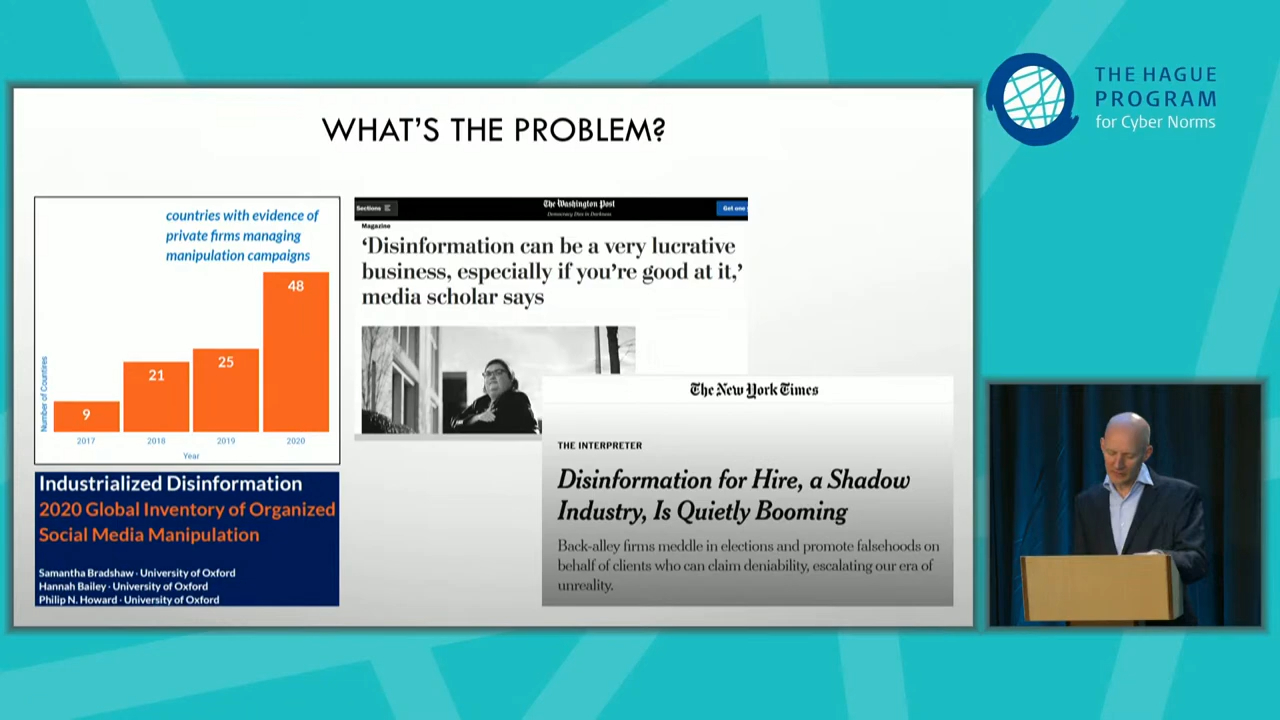 THE HAGUE
PROGRAM
for Cyber Norms
WHAT'S THE PROBLEM?
countries with evidence of
private firms managing
manipulation campaigns
48
25
21
9
Number of Countires
2017 2018 2019 2020
Year
Industrialized Disinformation
2020 Global Inventory of Organized
Social Media Manipulation
Samantha Bradshaw · University of Oxford
Hannah Bailey · University of Oxford
Philip N. Howard · University of Oxford
Sections
The Washington Post
Democracy Dies in Darkness
Get one
Magazine
‘Disinformation can be a very lucrative
business, especially if you’re good at it,’
media scholar says
The New York Times
THE INTERPRETER
Disinformation for Hire, a Shadow
Industry, Is Quietly Booming
Back-alley firms meddle in elections and promote falsehoods on
behalf of clients who can claim deniability, escalating our era of
unreality.